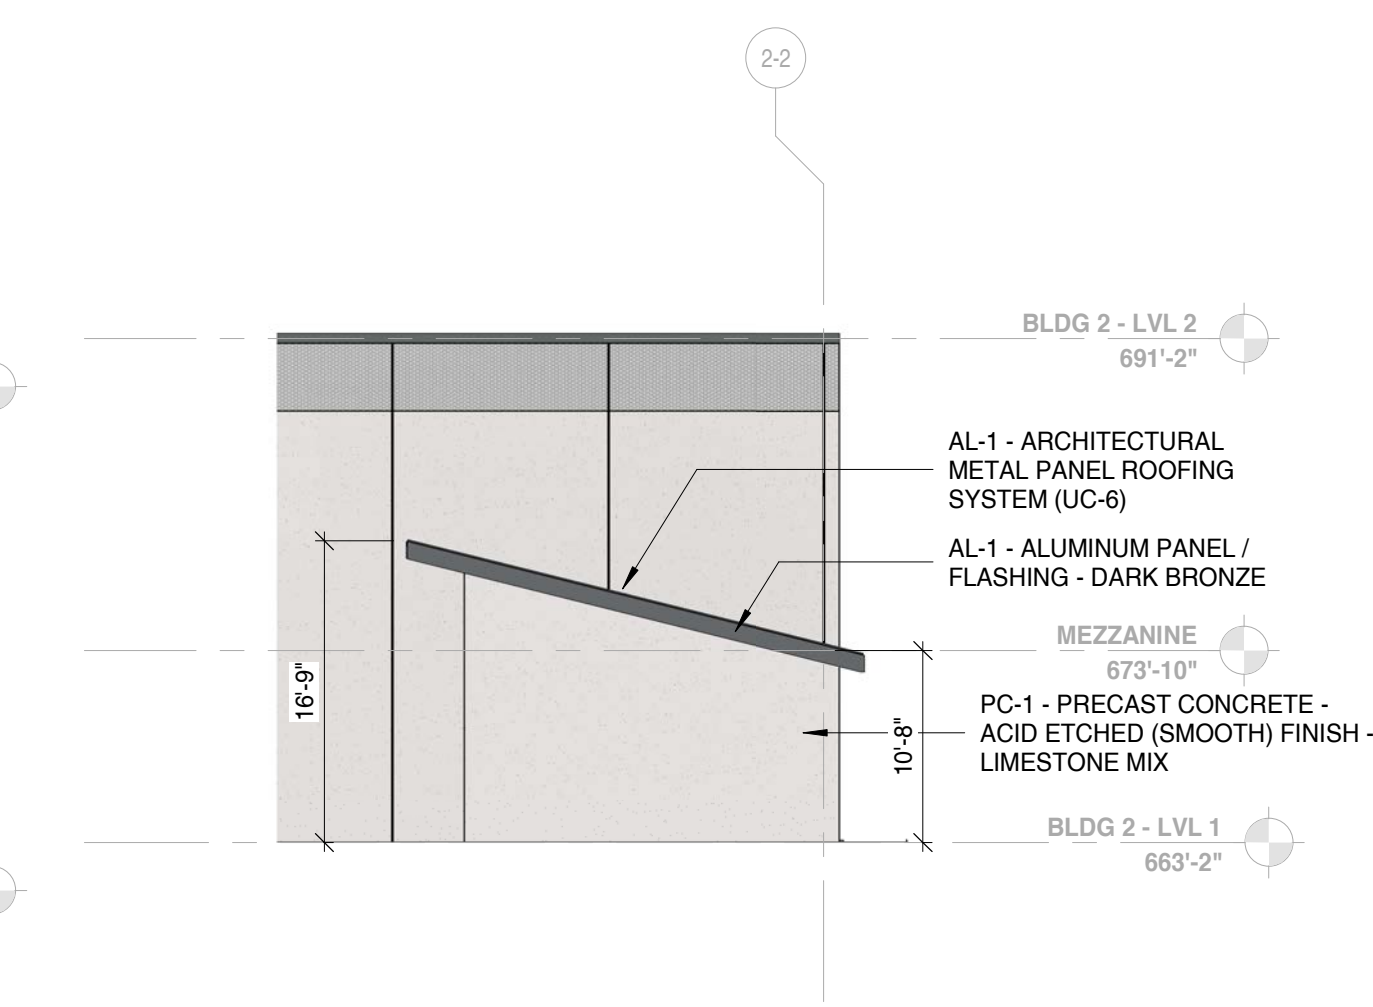 2-2
BLDG 2 - LVL 2
691'-2"
AL-1 - ARCHITECTURAL
METAL PANEL ROOFING
SYSTEM (UC-6)
AL-1 - ALUMINUM PANEL /
FLASHING - DARK BRONZE
MEZZANINE
673'-10"
16'-9"
PC-1 - PRECAST CONCRETE -
ACID ETCHED (SMOOTH) FINISH -
LIMESTONE MIX
10'-8"
BLDG 2 - LVL 1
663'-2"